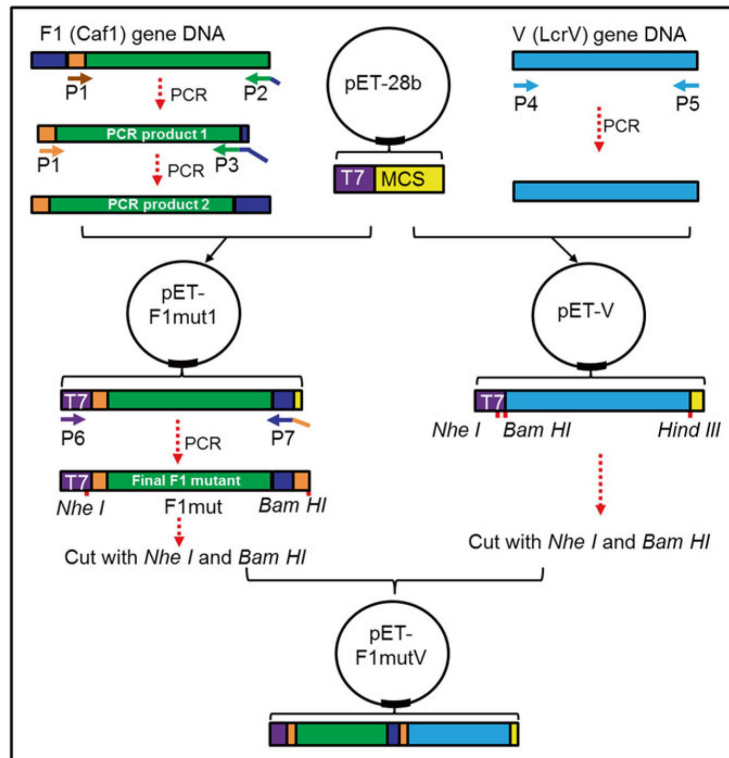 F1 (Caf1) gene DNA
P1
P2
PCR
PCR product 1
P1
P3
PCR
PCR product 2
pET-28b
T7 MCS
V (LcrV) gene DNA
P4
P5
PCR
pET-
F1mut1
T7
P6
P7
PCR
T7 Final F1 mutant
Nhe I F1mut Bam HI
Cut with Nhe I and Bam HI
pET-V
T7
Nhe I Bam HI Hind III
Cut with Nhe I and Bam HI
pET-
F1mutV